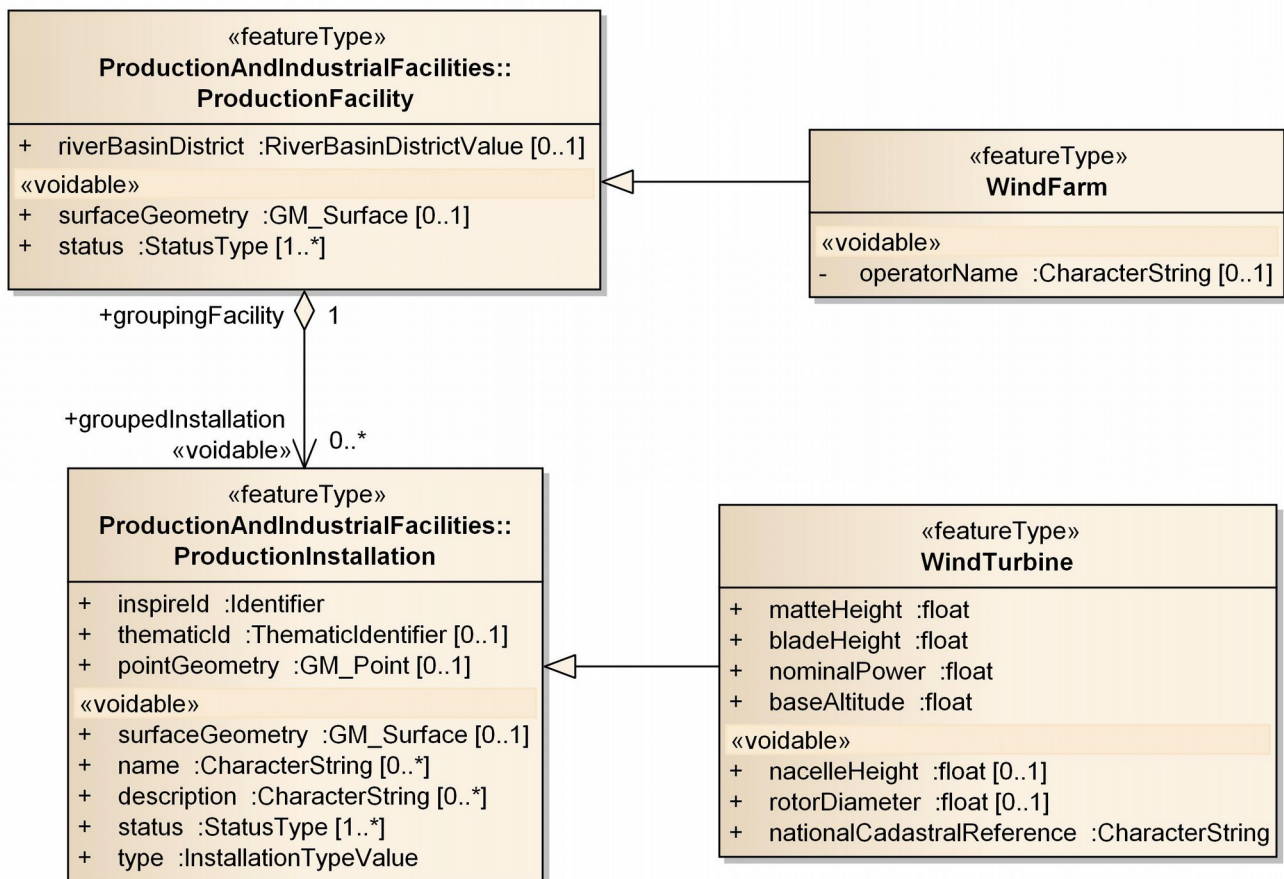 «featureType»
ProductionAndIndustrialFacilities::
ProductionFacility
+ riverBasinDistrict :RiverBasinDistrictValue [0..1]
«voidable»
+ surfaceGeometry :GM_Surface [0..1]
+ status :StatusType [1..*]
«featureType»
WindFarm
«voidable»
- operatorName :CharacterString [0..1]
+groupingFacility 1
+groupedInstallation
«voidable» 0..*
«featureType»
ProductionAndIndustrialFacilities::
ProductionInstallation
+ inspireId :Identifier
+ thematicId :ThematicIdentifier [0..1]
+ pointGeometry :GM_Point [0..1]
«voidable»
+ surfaceGeometry :GM_Surface [0..1]
+ name :CharacterString [0..*]
+ description :CharacterString [0..*]
+ status :StatusType [1..*]
+ type :InstallationTypeValue
«featureType»
WindTurbine
+ matteHeight :float
+ bladeHeight :float
+ nominalPower :float
+ baseAltitude :float
«voidable»
+ nacelleHeight :float [0..1]
+ rotorDiameter :float [0..1]
+ nationalCadastralReference :CharacterString